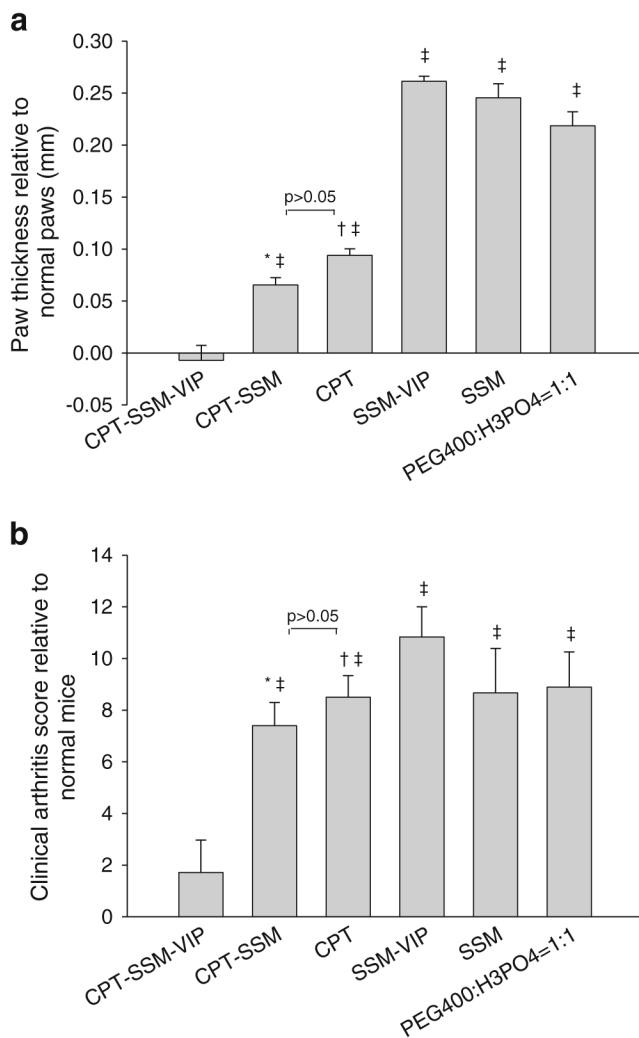 a
Paw thickness relative to
normal paws (mm)
0.30
0.25
0.20
0.15
0.10
0.05
0.00
-0.05
* ‡
p>0.05
† ‡
‡
‡
‡
CPT-SSM-VIP
CPT-SSM
CPT
SSM-VIP
SSM
PEG400:H3PO4=1:1
b
Clinical arthritis score relative to
normal mice
14
12
10
8
6
4
2
0
* ‡
p>0.05
† ‡
‡
‡
‡
CPT-SSM-VIP
CPT-SSM
CPT
SSM-VIP
SSM
PEG400:H3PO4=1:1